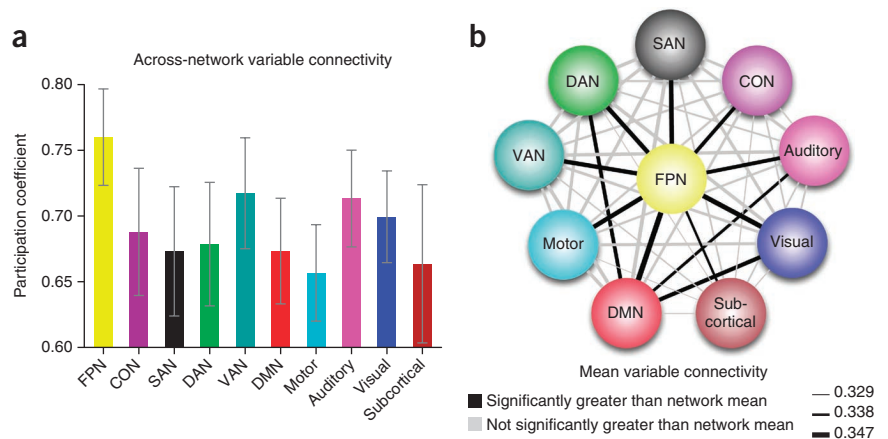 a
Across-network variable connectivity
Participation coefficient
0.80
0.75
0.70
0.65
0.60
FPN
CON
SAN
DAN
VAN
DMN
Motor
Auditory
Visual
Subcortical
b
SAN
DAN
CON
VAN
Auditory
FPN
Motor
Visual
DMN
Sub-
cortical
Mean variable connectivity
Significantly greater than network mean
Not significantly greater than network mean
0.329
0.338
0.347